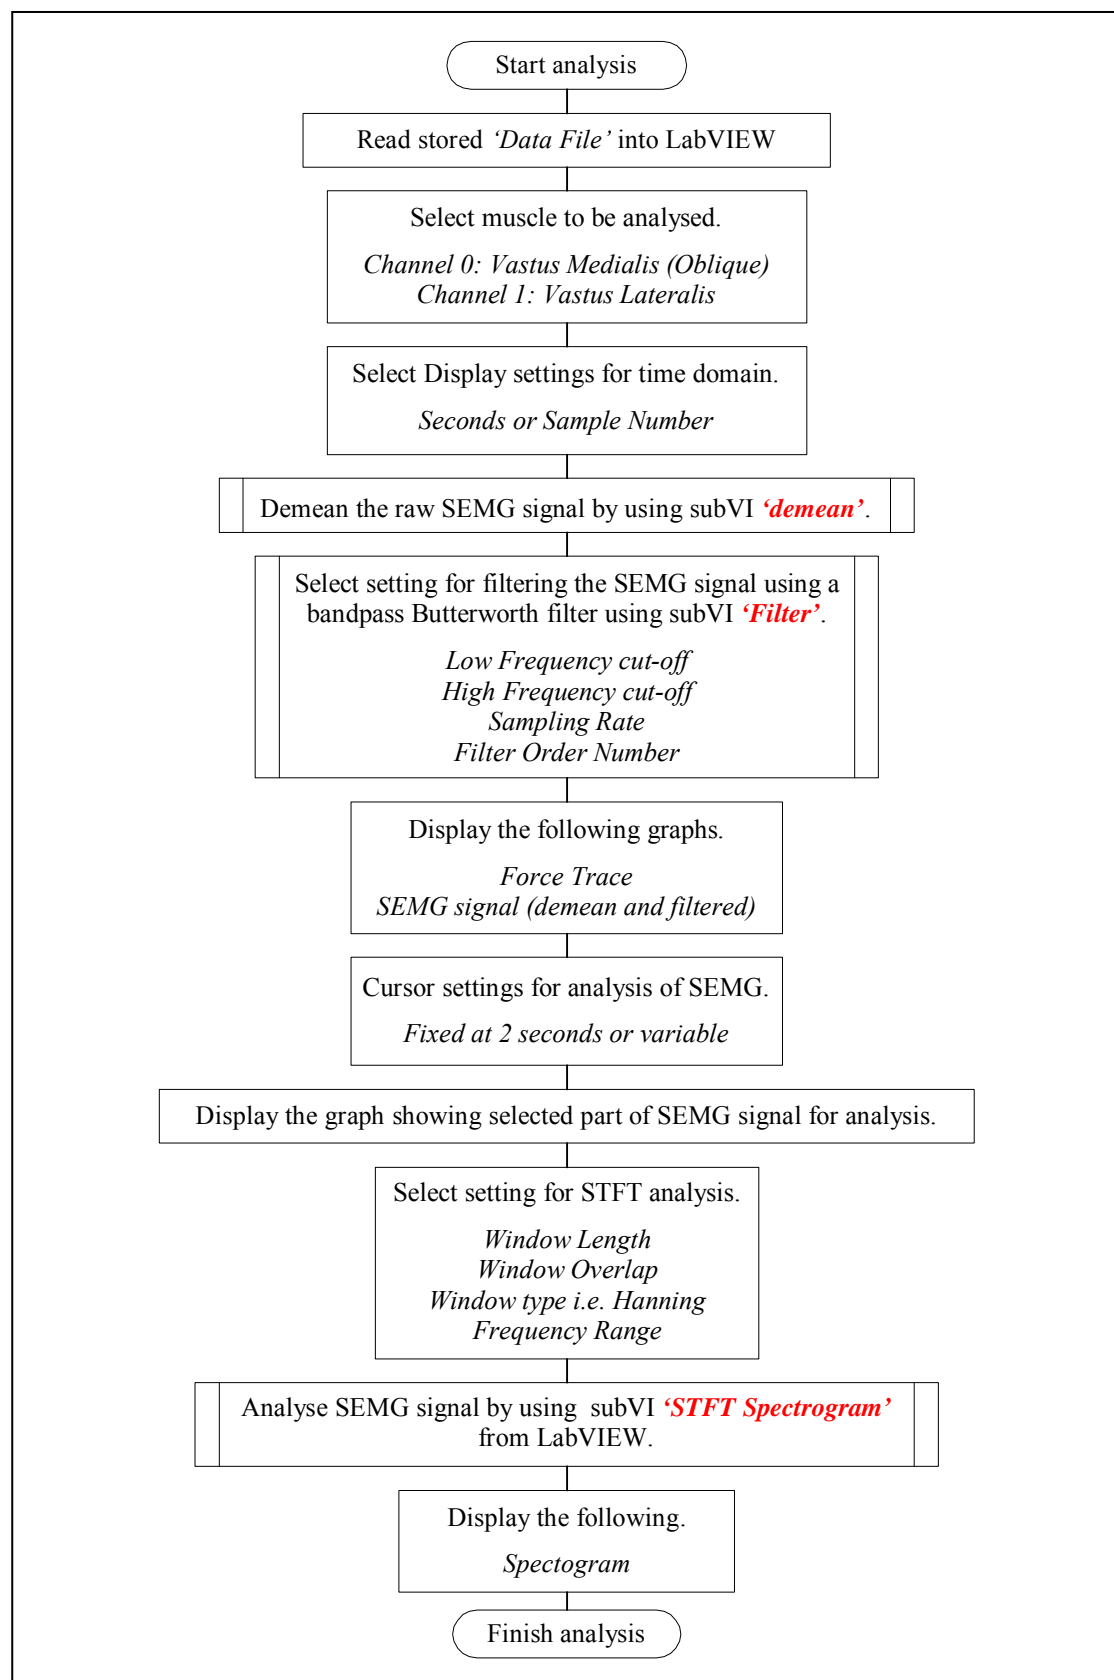 Start analysis
Read stored ‘Data File’ into LabVIEW
Select muscle to be analysed.
Channel 0: Vastus Medialis (Oblique)
Channel 1: Vastus Lateralis
Select Display settings for time domain.
Seconds or Sample Number
Demean the raw SEMG signal by using subVI ‘demean’.
Select setting for filtering the SEMG signal using a
bandpass Butterworth filter using subVI ‘Filter’.
Low Frequency cut-off
High Frequency cut-off
Sampling Rate
Filter Order Number
Display the following graphs.
Force Trace
SEMG signal (demean and filtered)
Cursor settings for analysis of SEMG.
Fixed at 2 seconds or variable
Display the graph showing selected part of SEMG signal for analysis.
Select setting for STFT analysis.
Window Length
Window Overlap
Window type i.e. Hanning
Frequency Range
Analyse SEMG signal by using subVI ‘STFT Spectrogram’
from LabVIEW.
Display the following.
Spectogram
Finish analysis